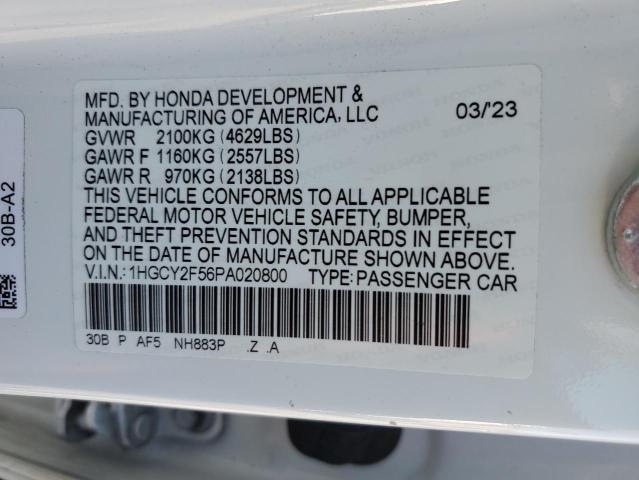 MFD. BY HONDA DEVELOPMENT &
MANUFACTURING OF AMERICA, LLC 03/'23
GVWR 2100KG (4629LBS)
GAWR F 1160KG (2557LBS)
GAWR R 970KG (2138LBS)
THIS VEHICLE CONFORMS TO ALL APPLICABLE
FEDERAL MOTOR VEHICLE SAFETY, BUMPER,
AND THEFT PREVENTION STANDARDS IN EFFECT
ON THE DATE OF MANUFACTURE SHOWN ABOVE.
V.I.N.: 1HGCY2F56PA020800 TYPE: PASSENGER CAR
30B P AF5 NH883P .Z .A
30B-A2